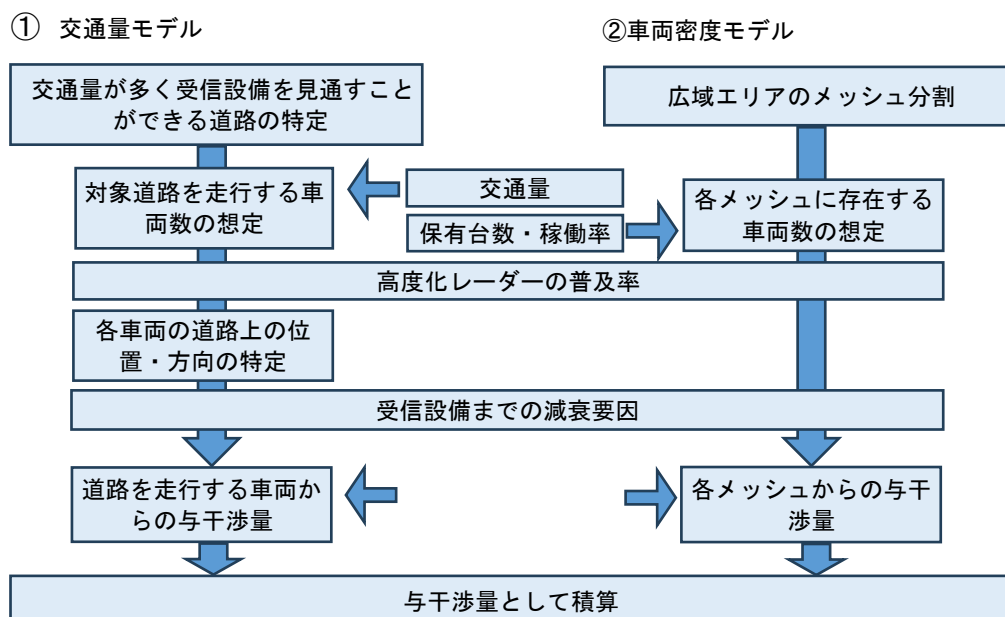 ① 交通量モデル
②車両密度モデル
交通量が多く受信設備を見通すこと
ができる道路の特定
広域エリアのメッシュ分割
対象道路を走行する車
両数の想定
交通量
保有台数・稼働率
各メッシュに存在する
車両数の想定
高度化レーダーの普及率
各車両の道路上の位
置・方向の特定
受信設備までの減衰要因
道路を走行する車両か
らの与干渉量
各メッシュからの与干
渉量
与干渉量として積算